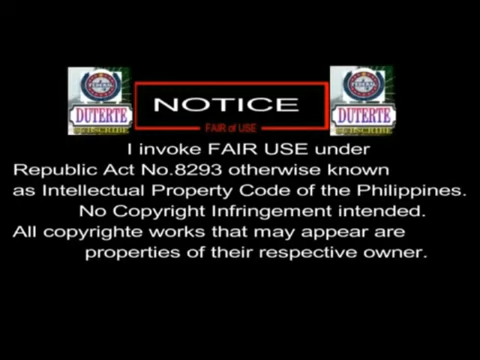 NOTICE
FAIR of USE
DUTERTE
SUBSCRIBE
DUTERTE
SUBSCRIBE
I invoke FAIR USE under
Republic Act No.8293 otherwise known
as Intellectual Property Code of the Philippines.
No Copyright Infringement intended.
All copyrighte works that may appear are
properties of their respective owner.